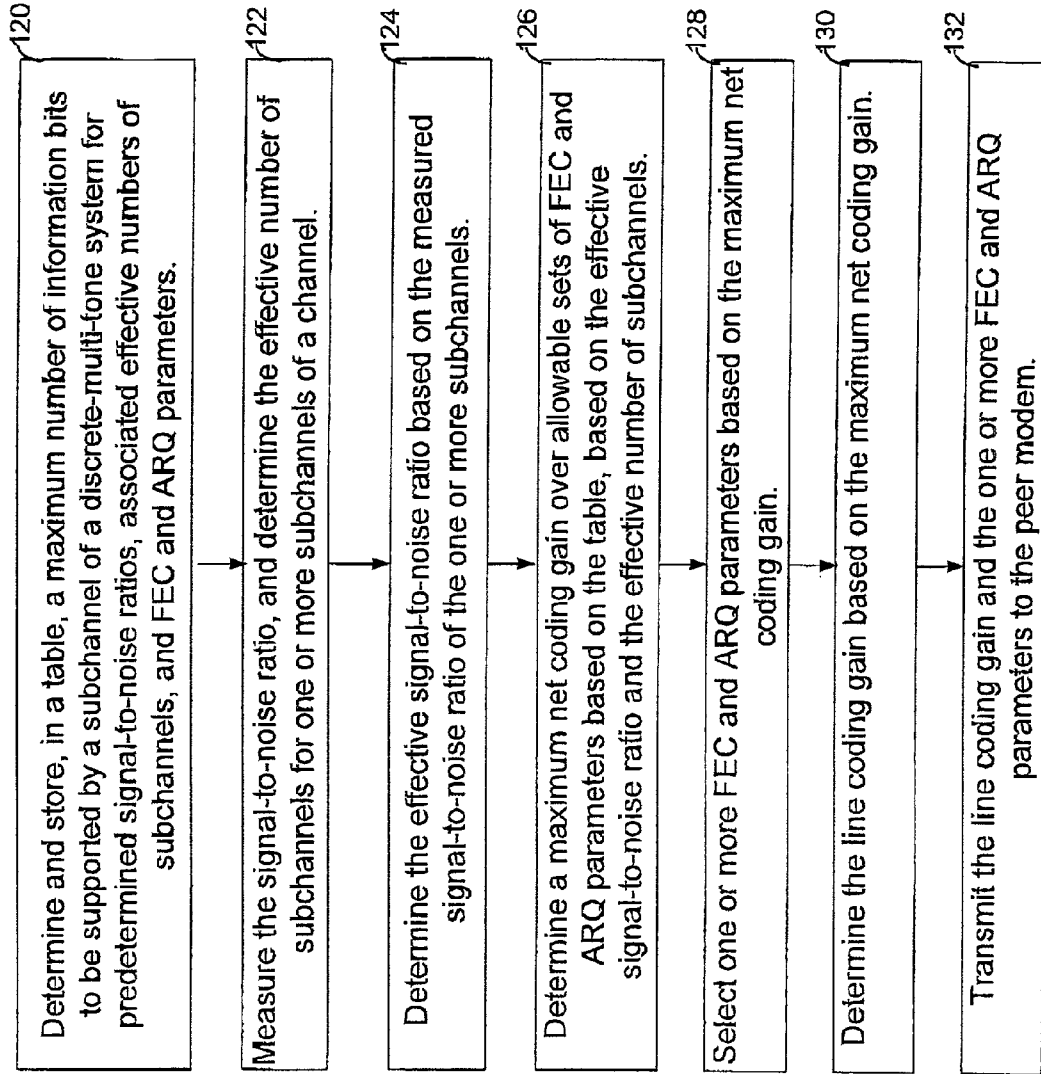 120
Determine and store, in a table, a maximum number of information bits
to be supported by a subchannel of a discrete-multi-tone system for
predetermined signal-to-noise ratios, associated effective numbers of
subchannels, and FEC and ARQ parameters.
122
Measure the signal-to-noise ratio, and determine the effective number of
subchannels for one or more subchannels of a channel.
124
Determine the effective signal-to-noise ratio based on the measured
signal-to-noise ratio of the one or more subchannels.
126
Determine a maximum net coding gain over allowable sets of FEC and
ARQ parameters based on the table, based on the effective
signal-to-noise ratio and the effective number of subchannels.
128
Select one or more FEC and ARQ parameters based on the maximum net
coding gain.
130
Determine the line coding gain based on the maximum net coding gain.
132
Transmit the line coding gain and the one or more FEC and ARQ
parameters to the peer modem.